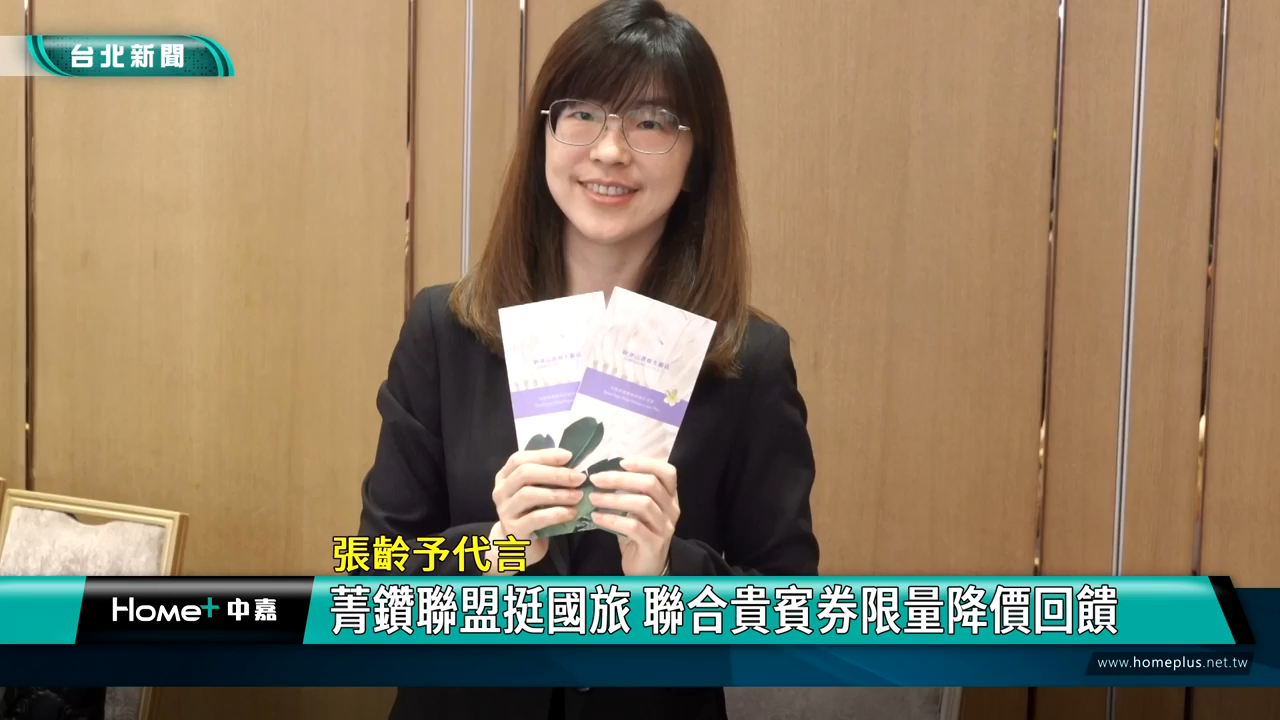 台北新聞
張齡予代言
Home+ 中嘉
菁鑽聯盟挺國旅 聯合貴賓券限量降價回饋
www.homeplus.net.tw